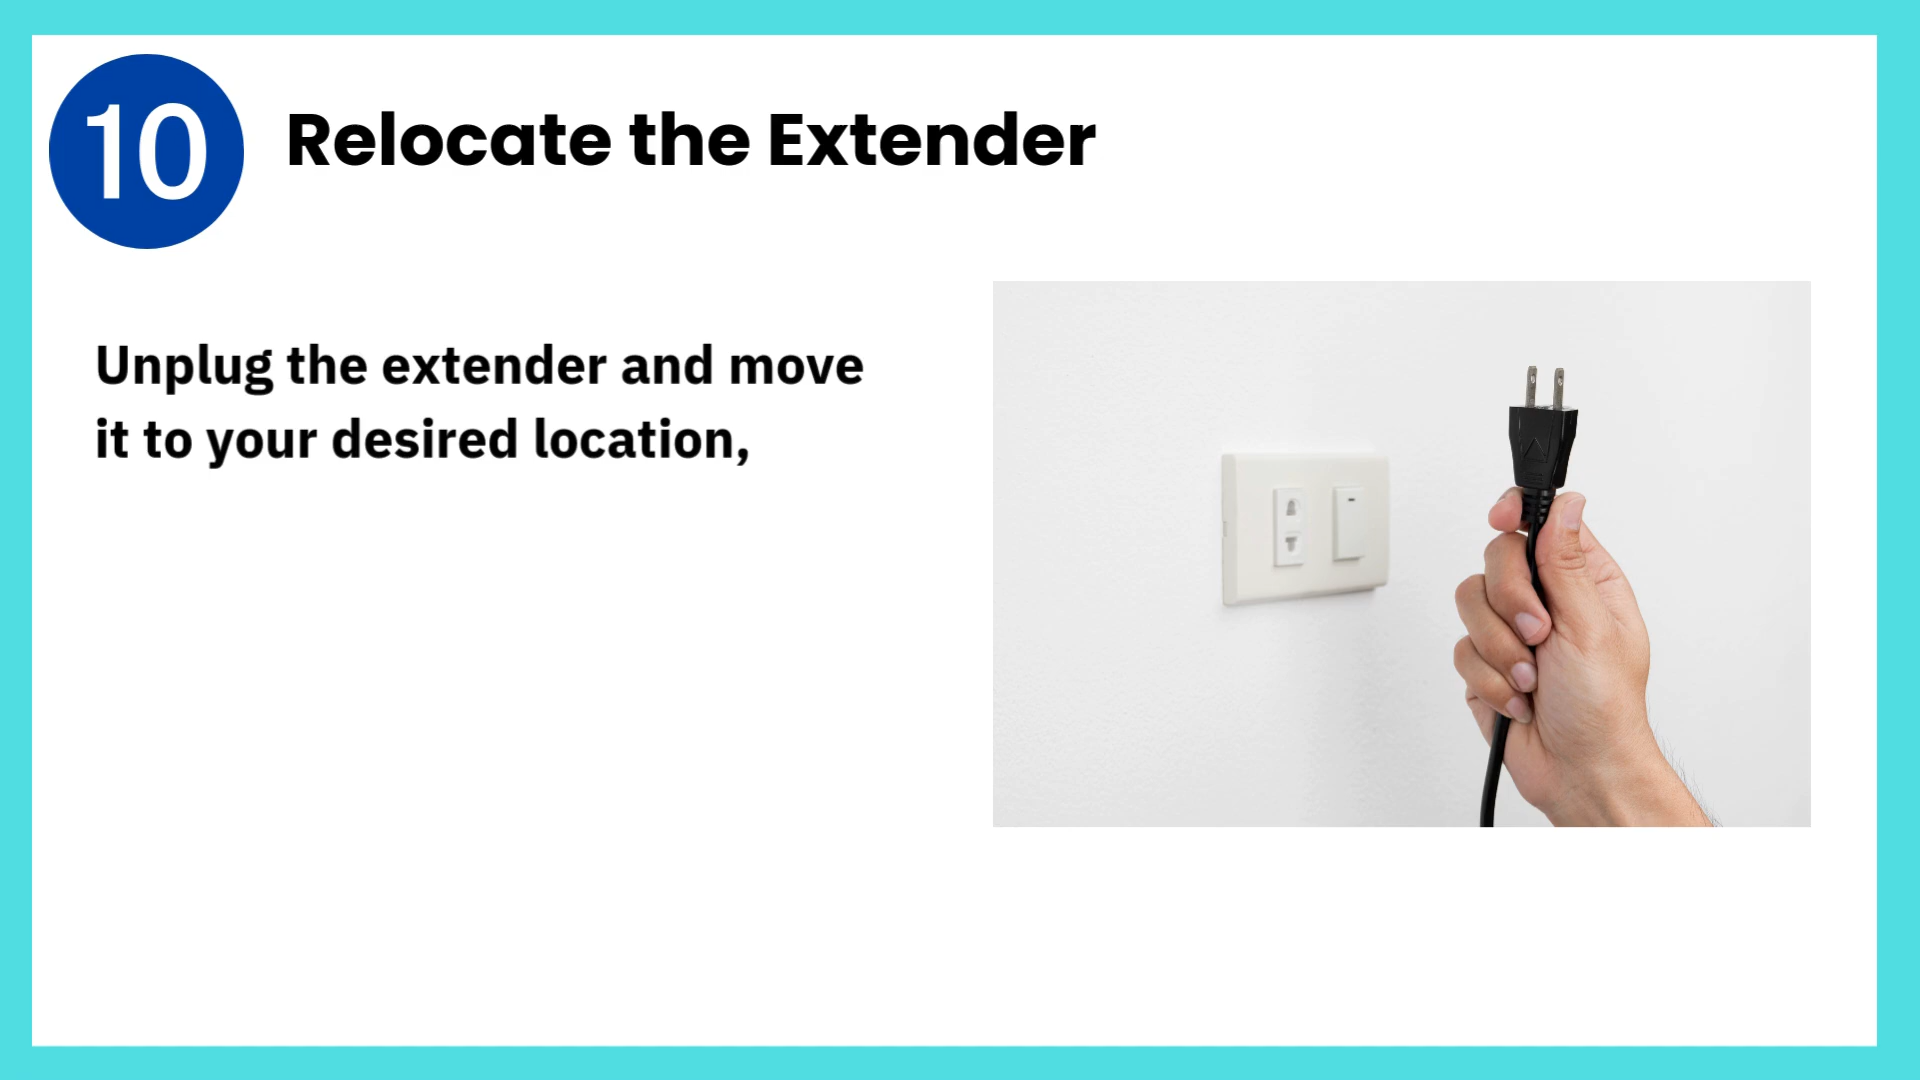 10
Relocate the Extender
Unplug the extender and move
it to your desired location,